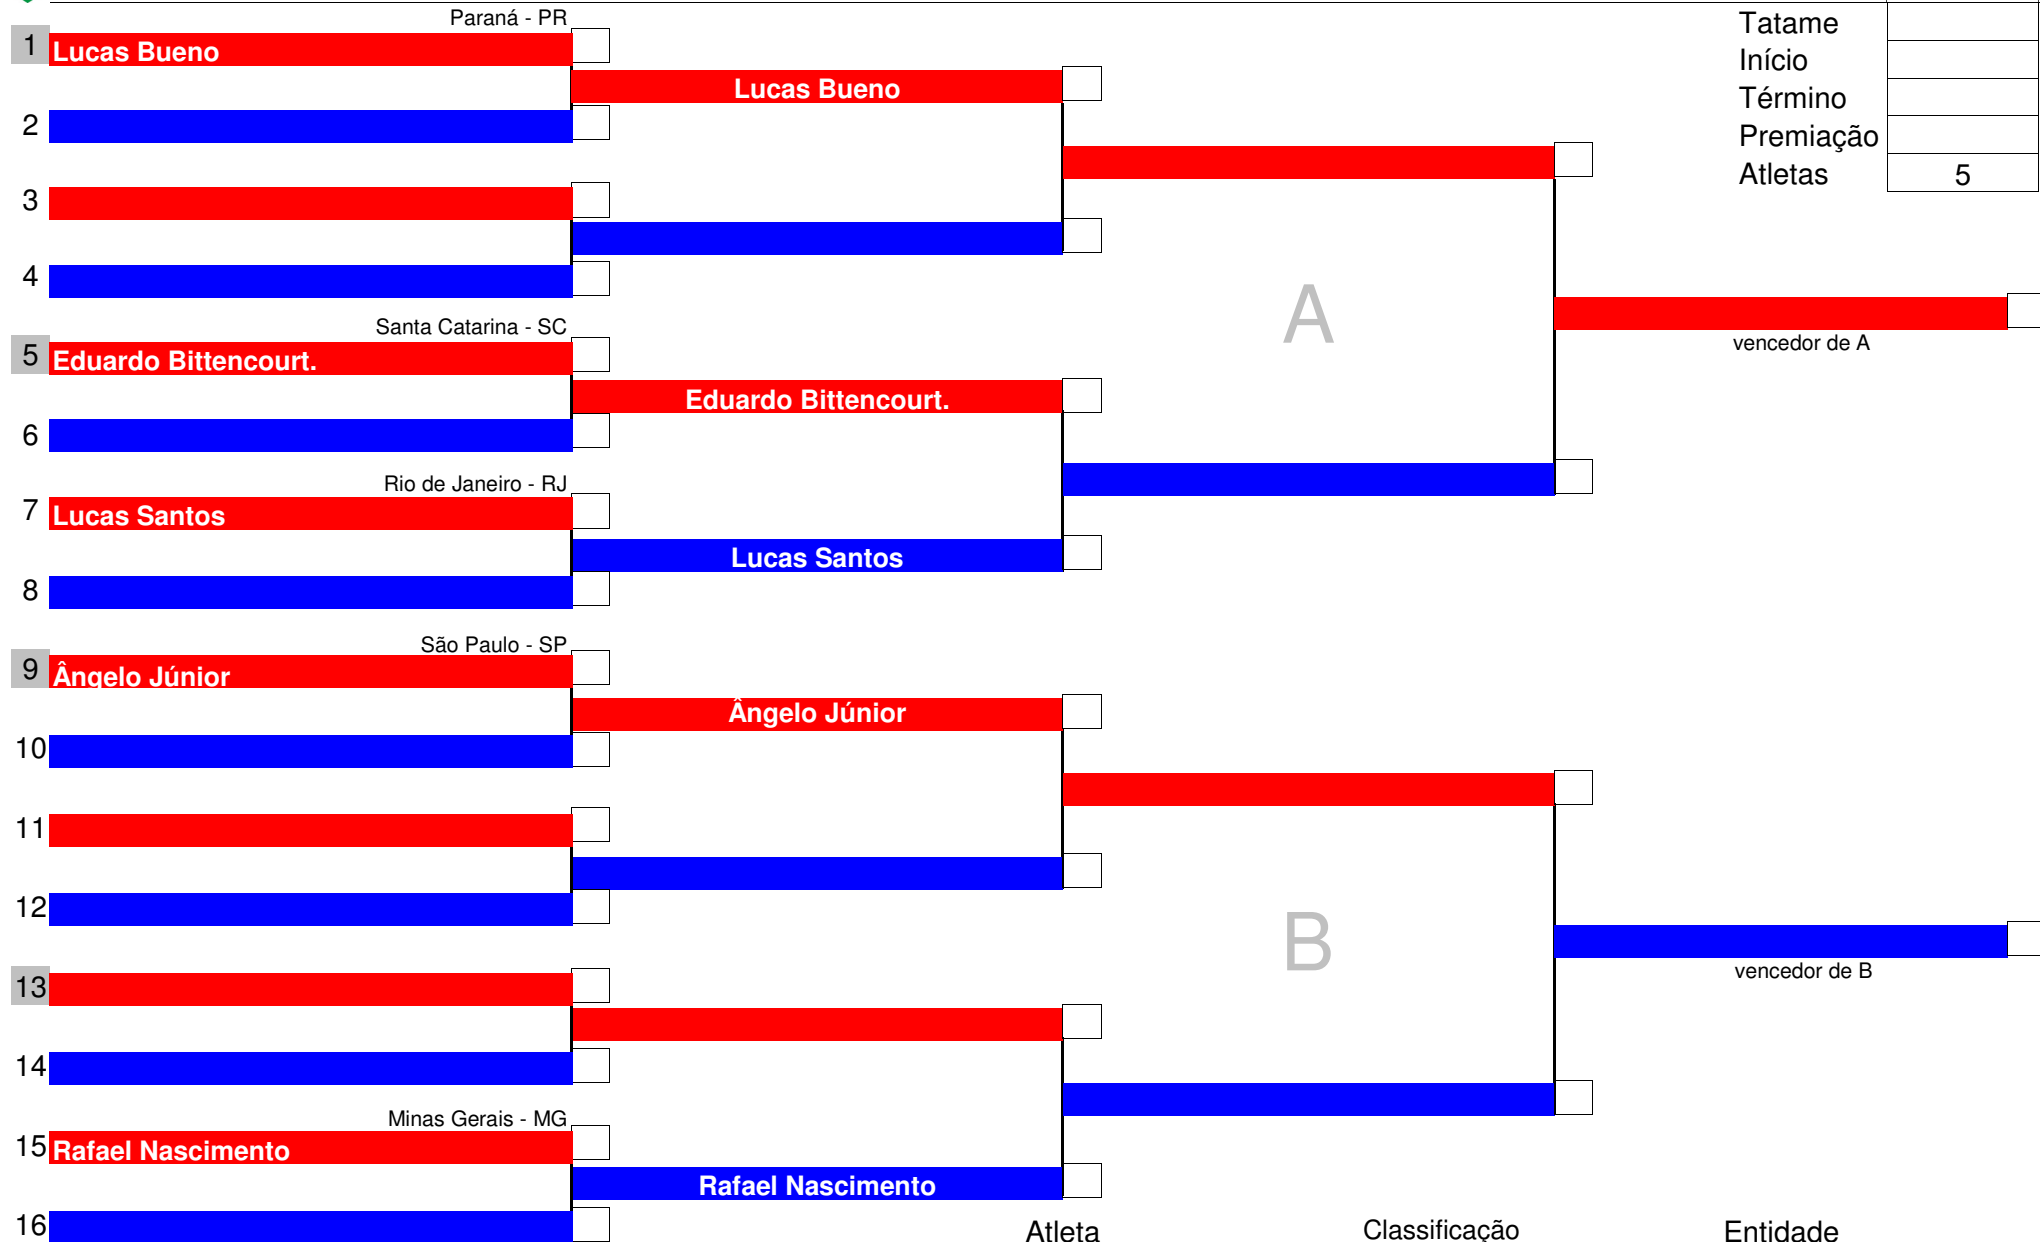 Paraná - PR
Tatame
1 Lucas Bueno
Início
Lucas Bueno
Término
2
Premiação
Atletas 5
3
4
A
Santa Catarina - SC
vencedor de A
5 Eduardo Bittencourt.
Eduardo Bittencourt.
6
Rio de Janeiro - RJ
7 Lucas Santos
Lucas Santos
8
São Paulo - SP
9 Ângelo Júnior
Ângelo Júnior
10
11
12
B
vencedor de B
13
14
Minas Gerais - MG
15 Rafael Nascimento
Rafael Nascimento
16
Atleta Classificação Entidade